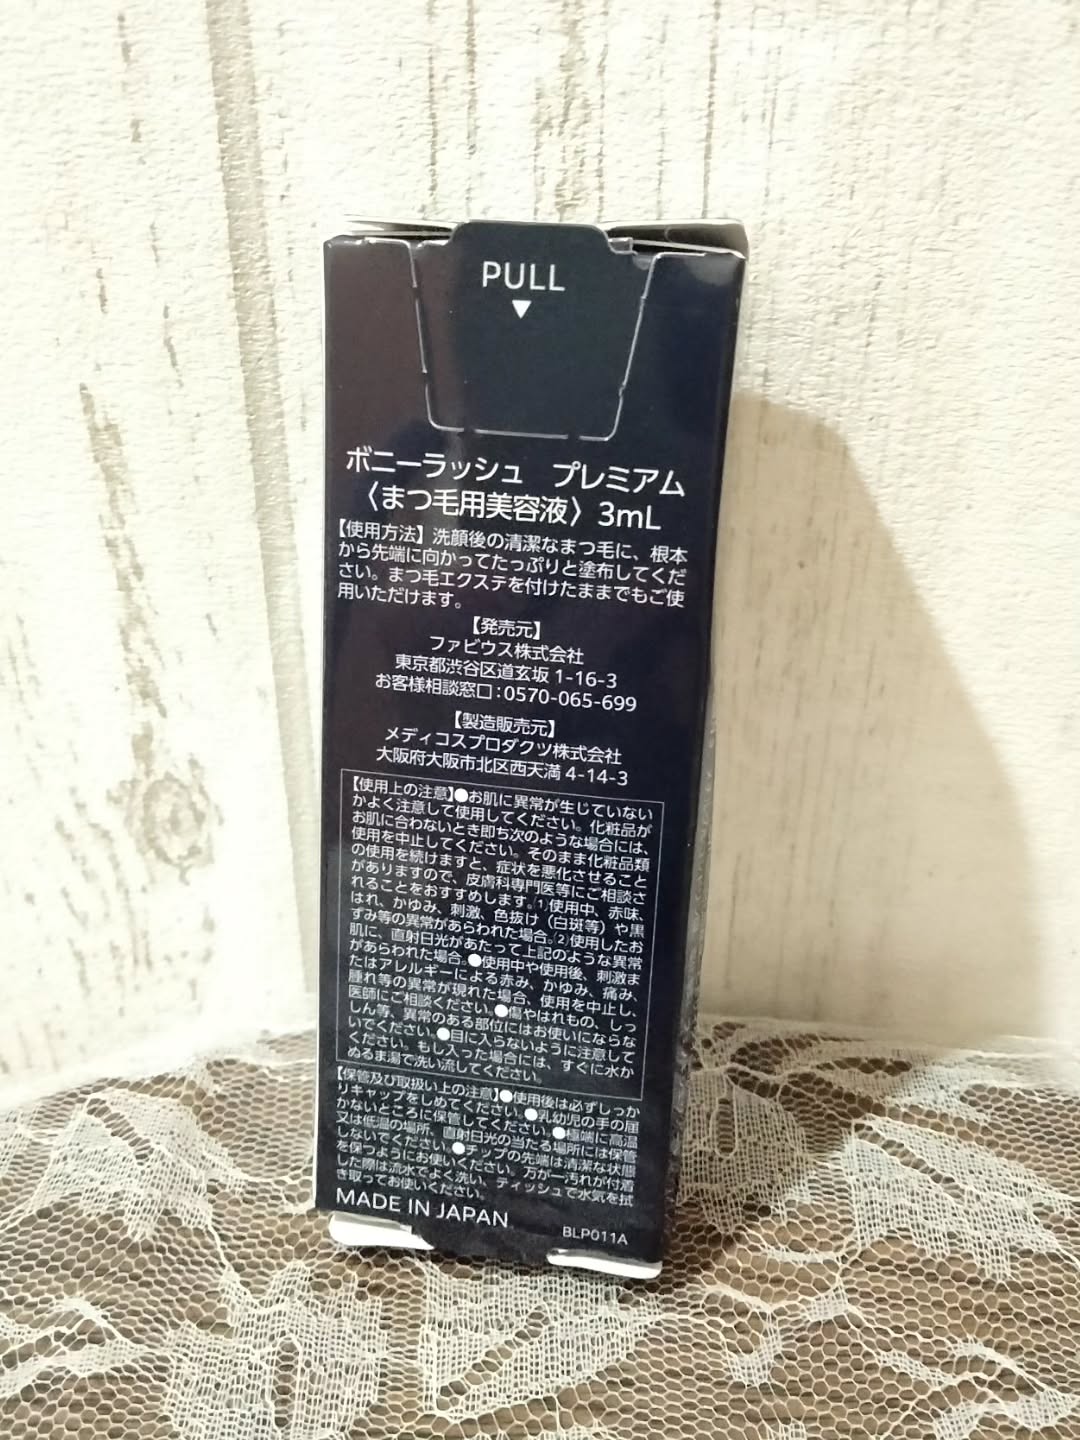 PULL
▼
ボニーラッシュ　プレミアム
〈まつ毛用美容液〉3mL
【使用方法】洗顔後の清潔なまつ毛に、根本
から先端に向かってたっぷりと塗布してくだ
さい。まつ毛エクステを付けたままでもご使
用いただけます。
【発売元】
ファビウス株式会社
東京都渋谷区道玄坂 1-16-3
お客様相談窓口:0570-065-699
【製造販売元】
メディコスプロダクツ株式会社
大阪府大阪市北区西天満 4-14-3
【使用上の注意】●お肌に異常が生じていない
かよく注意して使用してください。化粧品が
お肌に合わないとき即ち次のような場合には、
使用を中止してください。そのまま化粧品類
の使用を続けますと、症状を悪化させること
がありますので、皮膚科専門医等にご相談さ
れることをおすすめします。(1)使用中、赤味、
はれ、かゆみ、刺激、色抜け（白斑等）や黒
ずみ等の異常があらわれた場合。(2)使用したお
肌に、直射日光があたって上記のような異常
があらわれた場合。●使用中や使用後、刺激ま
たはアレルギーによる赤み、かゆみ、痛み、
腫れ等の異常が現れた場合、使用を中止し、
医師にご相談ください。●傷やはれもの、しっ
しん等、異常のある部位にはお使いにならな
いでください。●目に入らないように注意して
ください。もし入った場合には、すぐに水か
ぬるま湯で洗い流してください。
【保管及び取扱い上の注意】●使用後は必ずしっか
りキャップをしめてください。●乳幼児の手の届
かないところに保管してください。●極端に高温
又は低温の場所、直射日光の当たる場所には保管
しないでください。●チップの先端は清潔な状態
を保つようにお使いください。万が一汚れが付着
した際は流水でよく洗い、ティッシュで水気を拭
き取ってお使いください。
MADE IN JAPAN
BLP011A